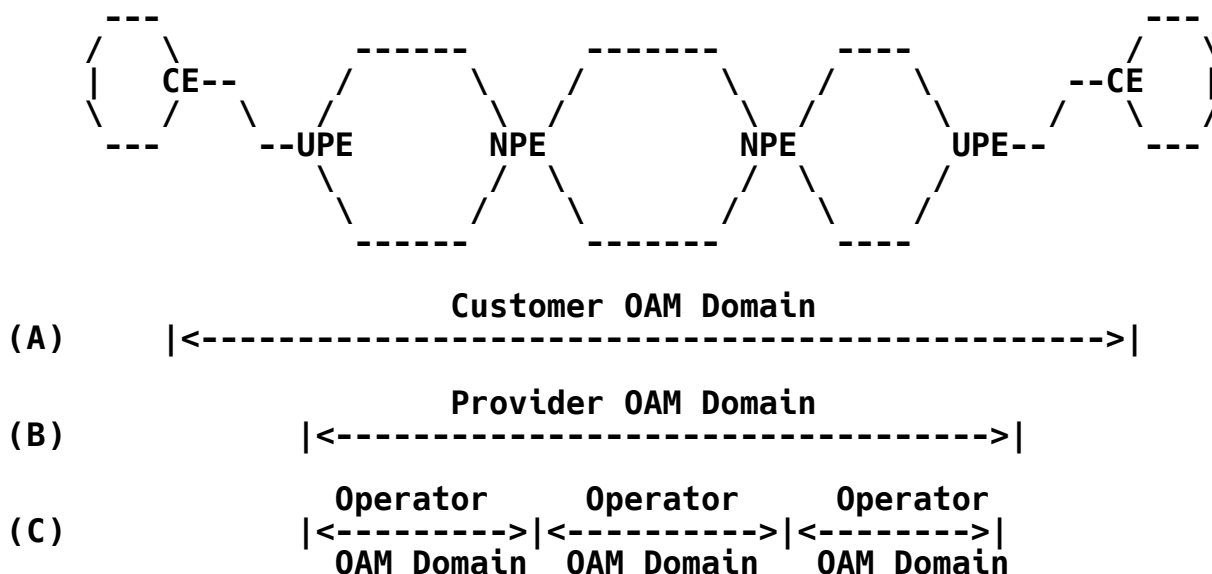 ---                                                    ---
   /   \         ------      -------     ----             /   \
   |   CE--     /      \    /       \   /    \       --CE     |
   \   /   \   /        \  /         \ /      \     /   \     /
    ---     --UPE       NPE          NPE       UPE--     ---
               \        /  \         / \      /
                \      /    \       /   \    /
                 ------      -------     ----
Customer OAM Domain
(A)     |<----------------------------------------------->|
Provider OAM Domain
(B)            |<---------------------------------->|
Operator     Operator     Operator
(C)            |<--------->|<---------->|<-------->|
OAM Domain  OAM Domain   OAM Domain